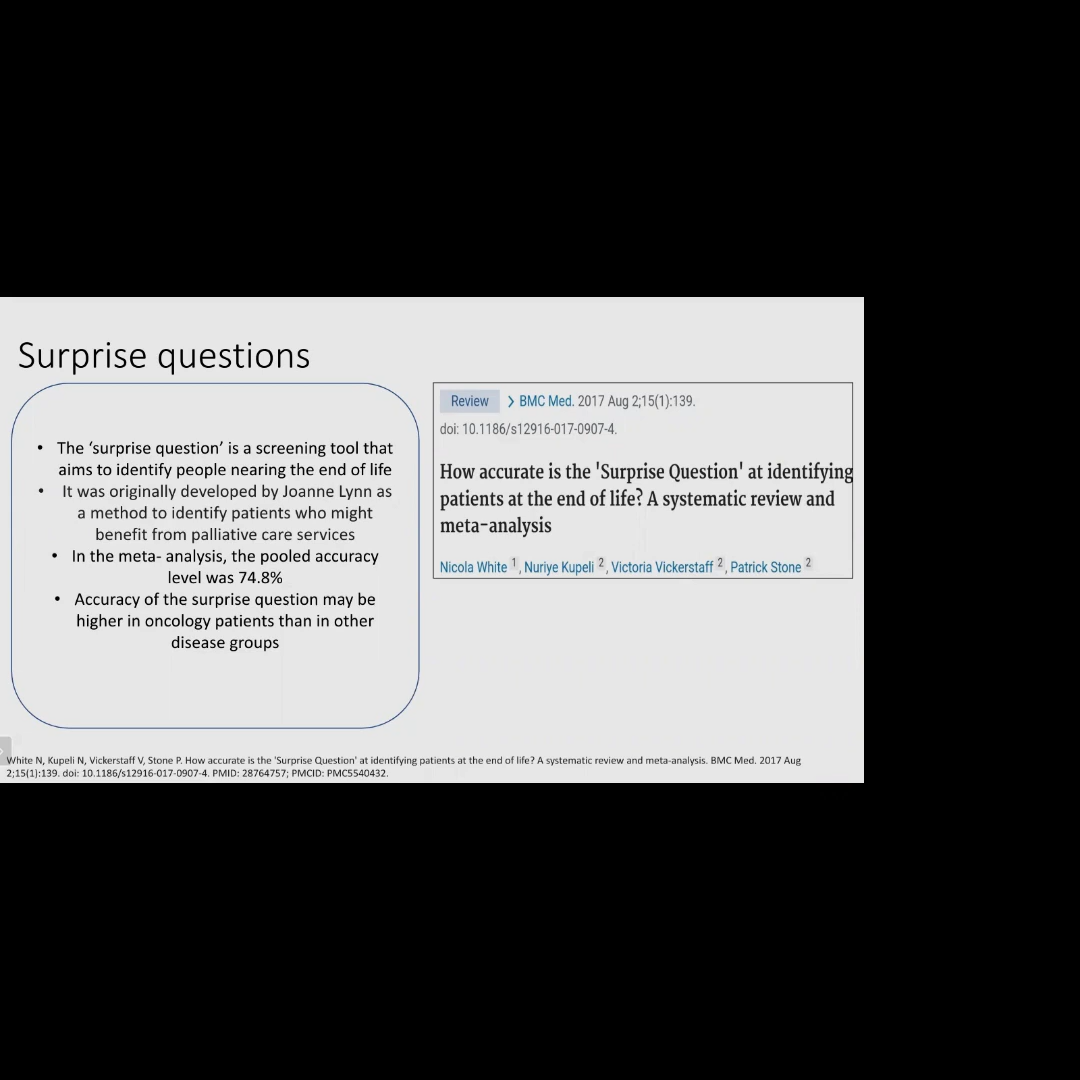 Surprise questions
• The ‘surprise question’ is a screening tool that
aims to identify people nearing the end of life
• It was originally developed by Joanne Lynn as
a method to identify patients who might
benefit from palliative care services
• In the meta- analysis, the pooled accuracy
level was 74.8%
• Accuracy of the surprise question may be
higher in oncology patients than in other
disease groups
Review > BMC Med. 2017 Aug 2;15(1):139.
doi: 10.1186/s12916-017-0907-4.
How accurate is the 'Surprise Question' at identifying
patients at the end of life? A systematic review and
meta-analysis
Nicola White 1, Nuriye Kupeli 2, Victoria Vickerstaff 2, Patrick Stone 2
White N, Kupeli N, Vickerstaff V, Stone P. How accurate is the 'Surprise Question' at identifying patients at the end of life? A systematic review and meta-analysis. BMC Med. 2017 Aug
2;15(1):139. doi: 10.1186/s12916-017-0907-4. PMID: 28764757; PMCID: PMC5540432.